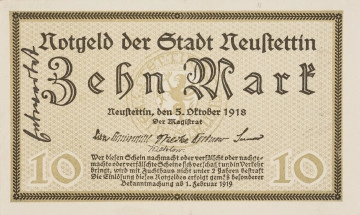 Notgeld der Stadt Neustettin
Zehn Mark
Neustettin, den 5. Oktober 1918
Der Magistrat
10
10
Wer diesen Schein nachmacht oder verfälscht oder nachge-
machte oder verfälschte Scheine sich verschafft und in Verkehr
bringt, wird mit Zuchthaus nicht unter 2 Jahren bestraft
Die Einlösung dieses Notgeldes erfolgt gemäß besonderer
Bekanntmachung ab 1. Februar 1919